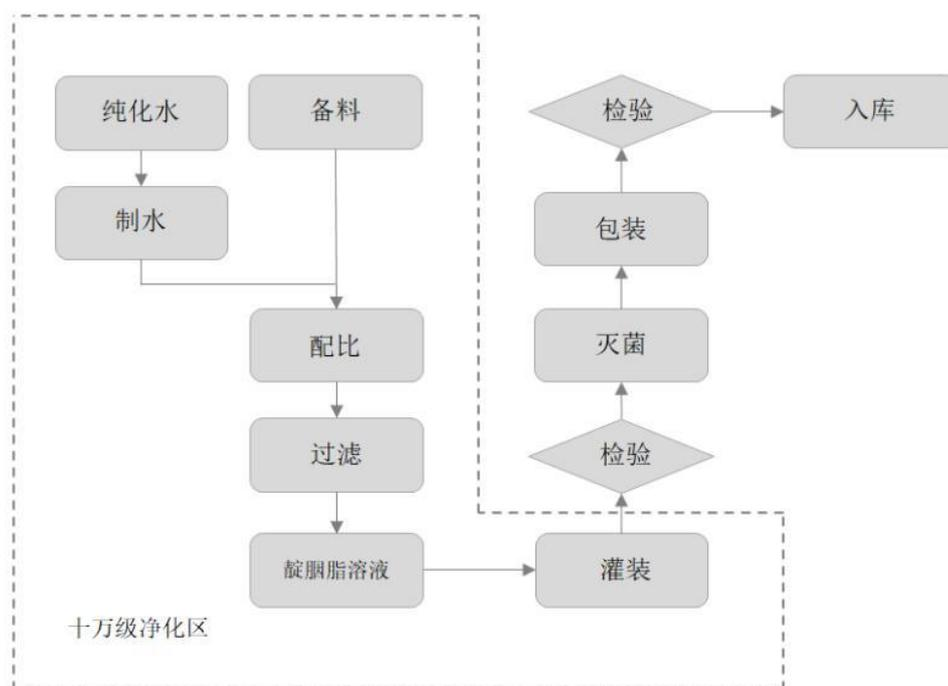 纯化水
备料
检验
入库
制水
包装
配比
灭菌
过滤
检验
靛胭脂溶液
灌装
十万级净化区